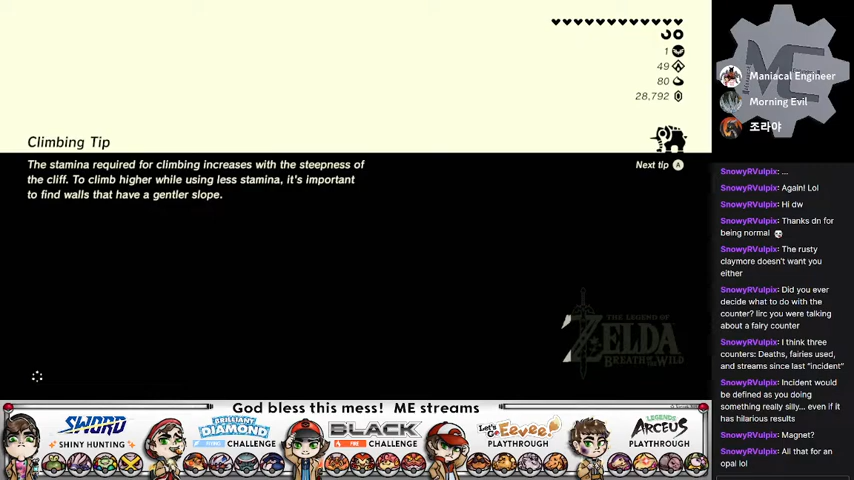 1
49
80
28,792
Climbing Tip
The stamina required for climbing increases with the steepness of
the cliff. To climb higher while using less stamina, it's important
to find walls that have a gentler slope.
Next tip A
THE LEGEND OF
ZELDA
BREATH OF THE WILD
ME
Maniacal Engineer
Morning Evil
조라야
SnowyRVulpix: ...
SnowyRVulpix: Again! Lol
SnowyRVulpix: Hi dw
SnowyRVulpix: Thanks dn for
being normal
SnowyRVulpix: The rusty
claymore doesn't want you
either
SnowyRVulpix: Did you ever
decide what to do with the
counter? Iirc you were talking
about a fairy counter
SnowyRVulpix: I think three
counters: Deaths, fairies used,
and streams since last "incident"
SnowyRVulpix: Incident would
be defined as you doing
something really silly... even if it
has hilarious results
SnowyRVulpix: Magnet?
SnowyRVulpix: All that for an
opal lol
God bless this mess! ME streams
SWORD
SHINY HUNTING
BRILLIANT
DIAMOND
CHALLENGE
BLACK
FIRE CHALLENGE
Let's Go
Eevee!
PLAYTHROUGH
LEGENDS
ARCEUS
PLAYTHROUGH